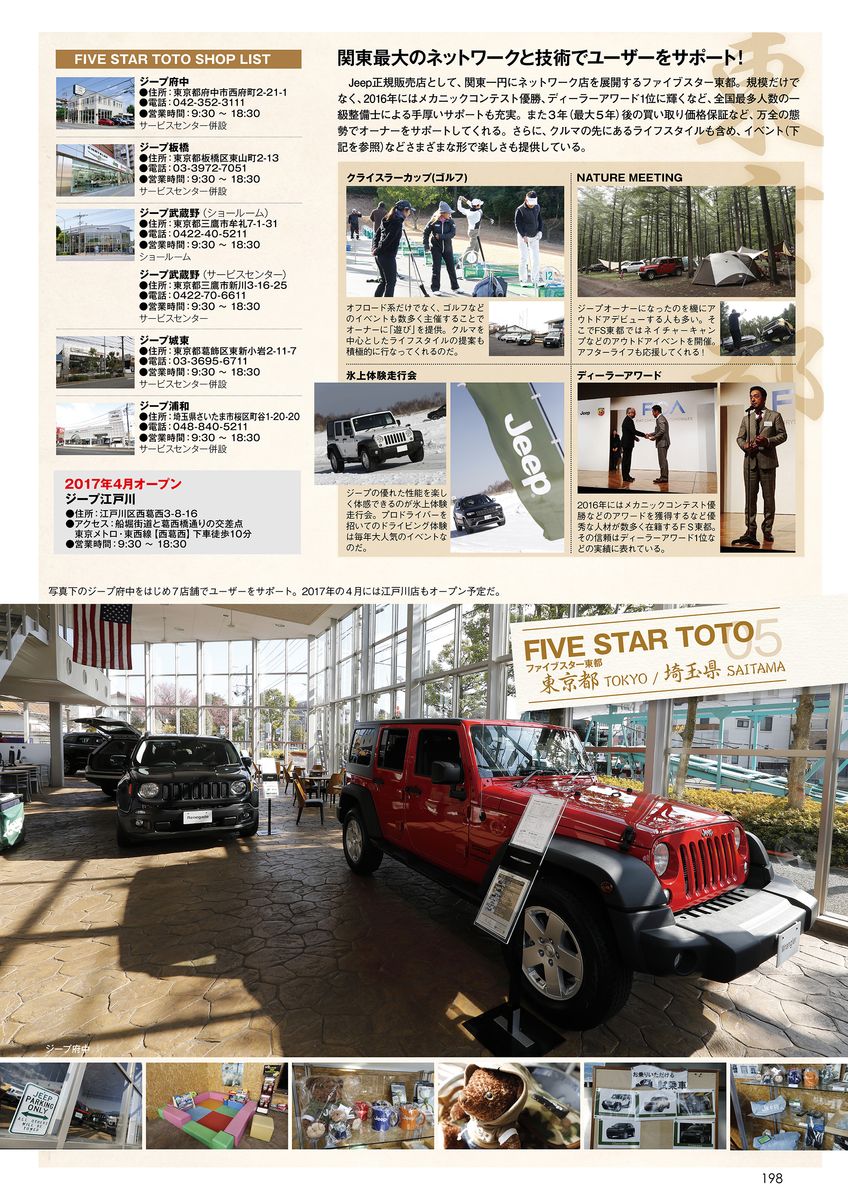 FIVE STAR TOTO SHOP LIST
ジープ府中
●住所：東京都府中市西府町2-21-1
●電話：042-352-3111
●営業時間：9:30 ～ 18:30
サービスセンター併設
ジープ板橋
●住所：東京都板橋区東山町2-13
●電話：03-3972-7051
●営業時間：9:30 ～ 18:30
サービスセンター併設
ジープ武蔵野（ショールーム）
●住所：東京都三鷹市牟礼7-1-31
●電話：0422-40-5211
●営業時間：9:30 ～ 18:30
ショールーム
ジープ武蔵野（サービスセンター）
●住所：東京都三鷹市新川3-16-25
●電話：0422-70-6611
●営業時間：9:30 ～ 18:30
サービスセンター
ジープ城東
●住所：東京都葛飾区東新小岩2-11-7
●電話：03-3695-6711
●営業時間：9:30 ～ 18:30
サービスセンター併設
ジープ浦和
●住所：埼玉県さいたま市桜区町谷1-20-20
●電話：048-840-5211
●営業時間：9:30 ～ 18:30
サービスセンター併設
2017年4月オープン
ジープ江戸川
●住所：江戸川区西葛西3-8-16
●アクセス：船堀街道と葛西橋通りの交差点
東京メトロ・東西線【西葛西】下車徒歩10分
●営業時間：9:30 ～ 18:30
関東最大のネットワークと技術でユーザーをサポート！
Jeep正規販売店として、関東一円にネットワーク店を展開するファイブスター東都。規模だけで
なく、2016年にはメカニックコンテスト優勝、ディーラーアワード1位に輝くなど、全国最多人数の一
級整備士による手厚いサポートも充実。また３年（最大５年）後の買い取り価格保証など、万全の態
勢でオーナーをサポートしてくれる。さらに、クルマの先にあるライフスタイルも含め、イベント（下
記を参照）などさまざまな形で楽しさも提供している。
東京都
クライスラーカップ(ゴルフ)
オフロード系だけでなく、ゴルフなど
のイベントも数多く主催することで
オーナーに「遊び」を提供。クルマを
中心としたライフスタイルの提案も
積極的に行なってくれるのだ。
NATURE MEETING
ジープオーナーになったのを機にア
ウトドアデビューする人も多い。そ
こでFS東都ではネイチャーキャン
プなどのアウトドアイベントを開催。
アフターライフも応援してくれる！
氷上体験走行会
Jeep
ジープの優れた性能を楽し
く体感できるのが氷上体験
走行会。プロドライバーを
招いてのドライビング体験
は毎年大人気のイベントな
のだ。
ディーラーアワード
2016年にはメカニックコンテスト優
勝などのアワードを獲得するなど優
秀な人材が数多く在籍するＦＳ東都。
その信頼はディーラーアワード1位な
どの実績に表れている。
写真下のジープ府中をはじめ７店舗でユーザーをサポート。2017年の４月には江戸川店もオープン予定だ。
FIVE STAR TOTO
05
ファイブスター東都
東京都 TOKYO / 埼玉県 SAITAMA
Renegade
Jeep
Wrangler
ジープ府中
JEEP
PARKING
ONLY
お乗りいただける
試乗車
198